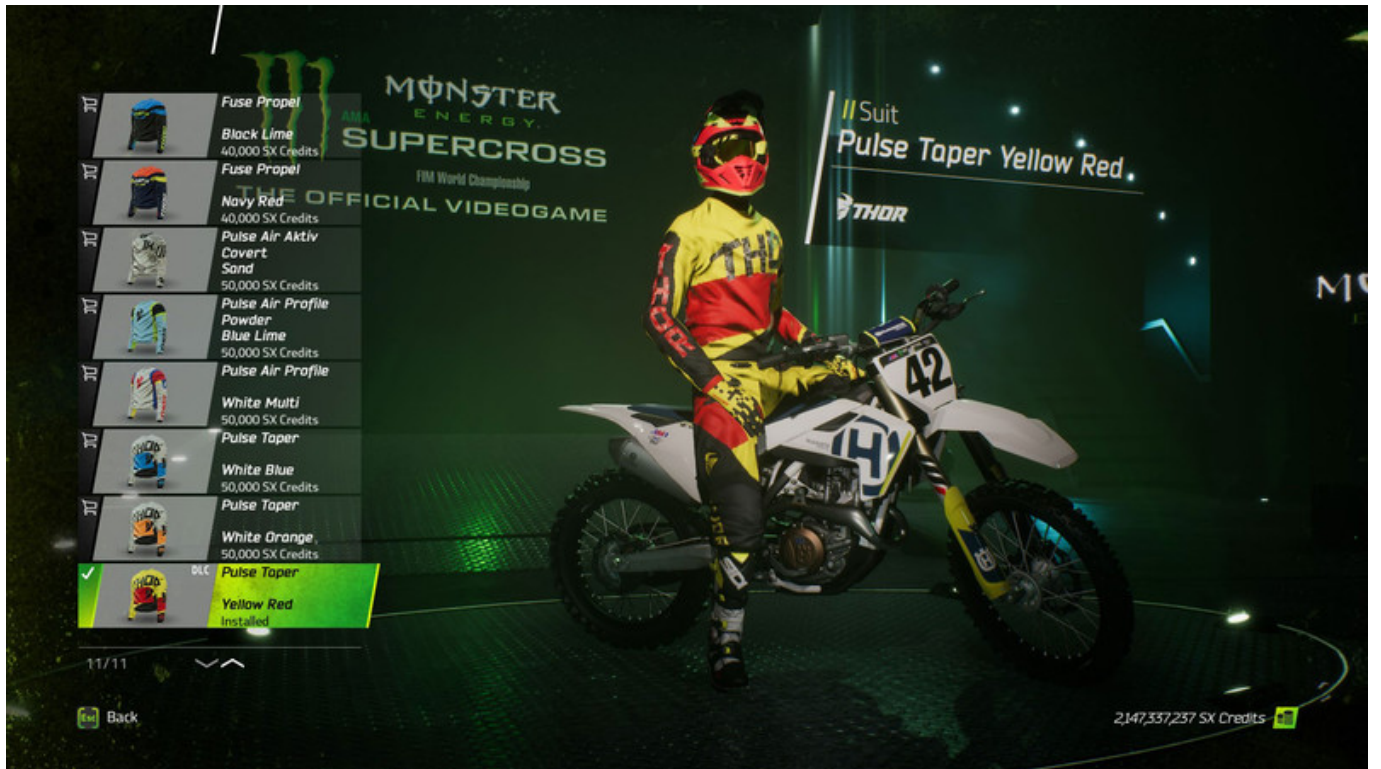 Fuse Propel
Black Lime
40,000 SX Credits
Fuse Propel
Navy Red
40,000 SX Credits
Pulse Air Aktiv
Covert
Sand
50,000 SX Credits
Pulse Air Profile
Powder
Blue Lime
50,000 SX Credits
Pulse Air Profile
White Multi
50,000 SX Credits
Pulse Taper
White Blue
50,000 SX Credits
Pulse Taper
White Orange
50,000 SX Credits
DLC Pulse Taper
Yellow Red
Installed
11/11
Esc Back
MONSTER
ENERGY
AMA
SUPERCROSS
FIM World Championship
THE OFFICIAL VIDEOGAME
//Suit
Pulse Taper Yellow Red
THOR
THO
THOR
42
H
MO
2,147,337,237 SX Credits